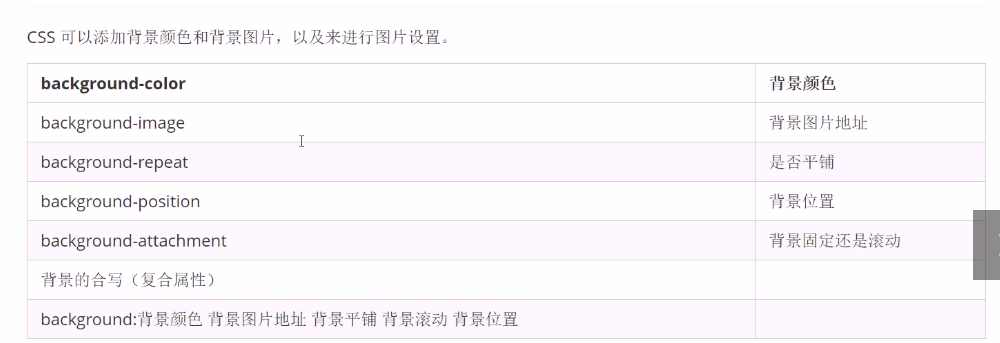 CSS 可以添加背景颜色和背景图片，以及来进行图片设置。
background-color 背景颜色
background-image 背景图片地址
background-repeat 是否平铺
background-position 背景位置
background-attachment 背景固定还是滚动
背景的合写（复合属性）
background:背景颜色 背景图片地址 背景平铺 背景滚动 背景位置